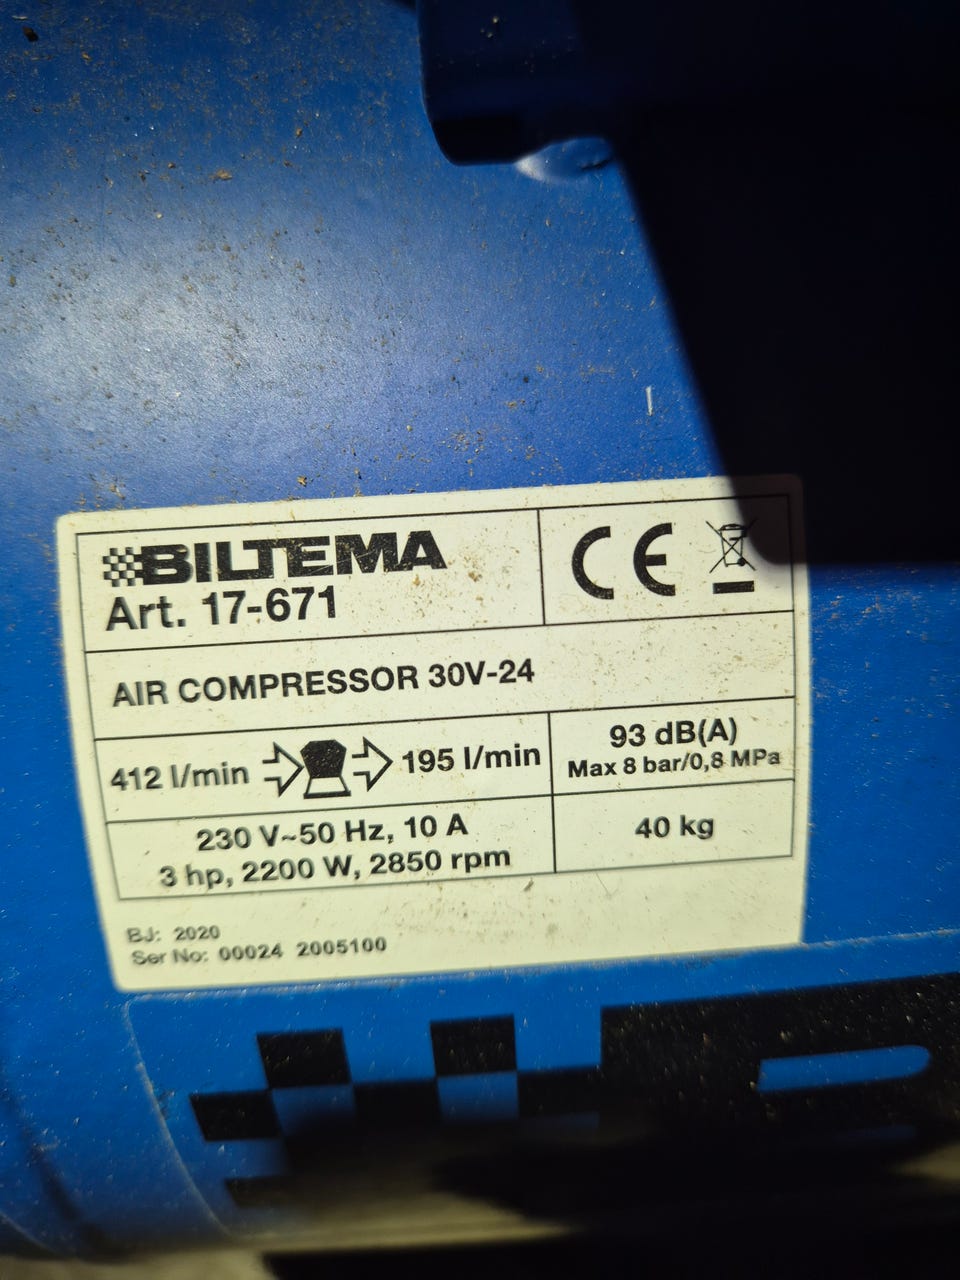 BILTEMA
Art. 17-671
CE
AIR COMPRESSOR 30V-24
412 l/min 195 l/min
93 dB(A)
Max 8 bar/0,8 MPa
230 V~50 Hz, 10 A
3 hp, 2200 W, 2850 rpm
40 kg
BJ: 2020
Ser No: 00024 2005100